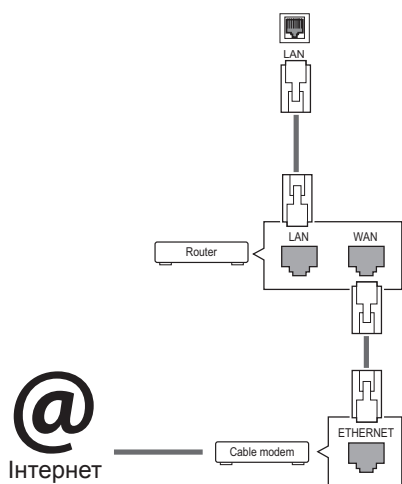 LAN
LAN
WAN
Router
ETHERNET
@
Інтернет
Cable modem